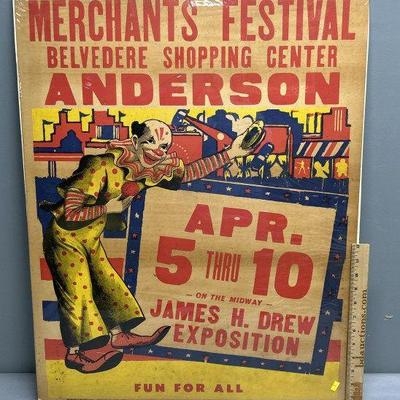 MERCHANTS' FESTIVAL
BELVEDERE SHOPPING CENTER
ANDERSON
APR.
5 THRU 10
— ON THE MIDWAY —
JAMES H. DREW
EXPOSITION
FUN FOR ALL